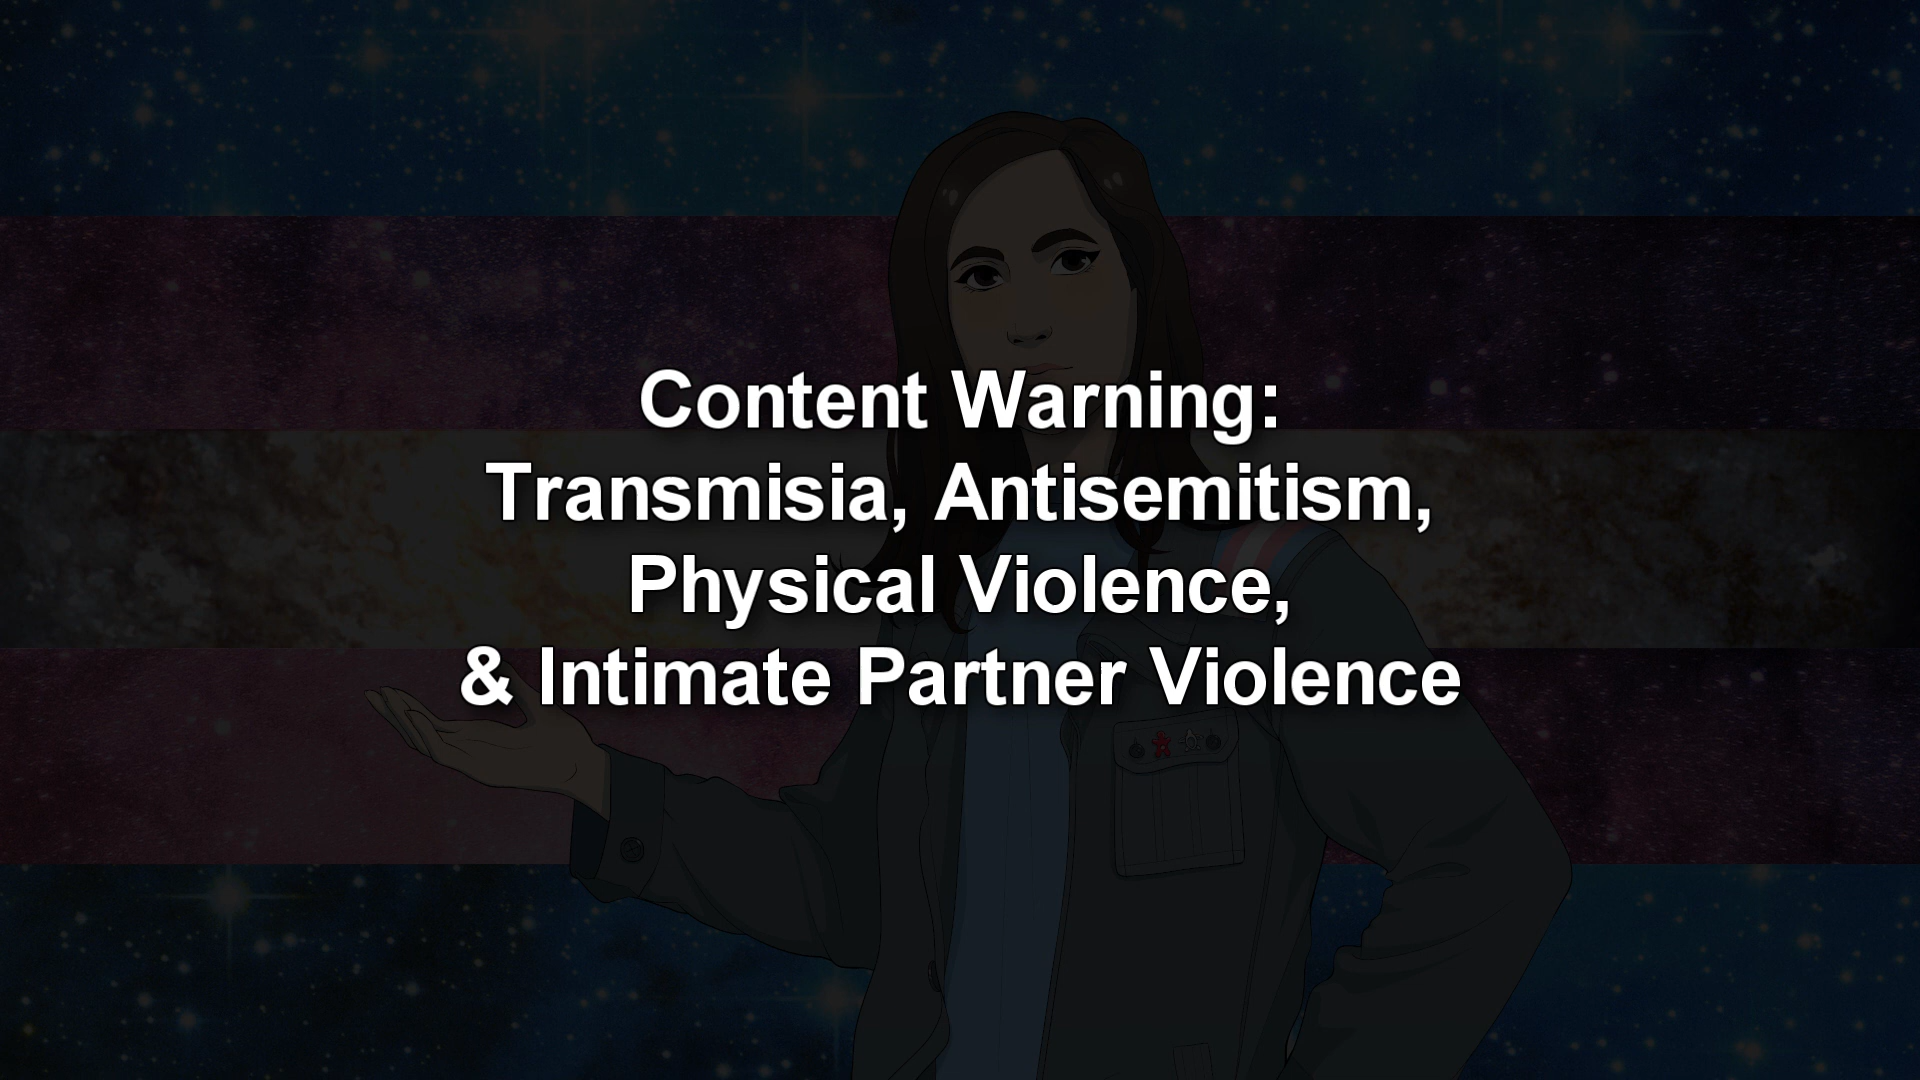 Content Warning:
Transmisia, Antisemitism,
Physical Violence,
& Intimate Partner Violence